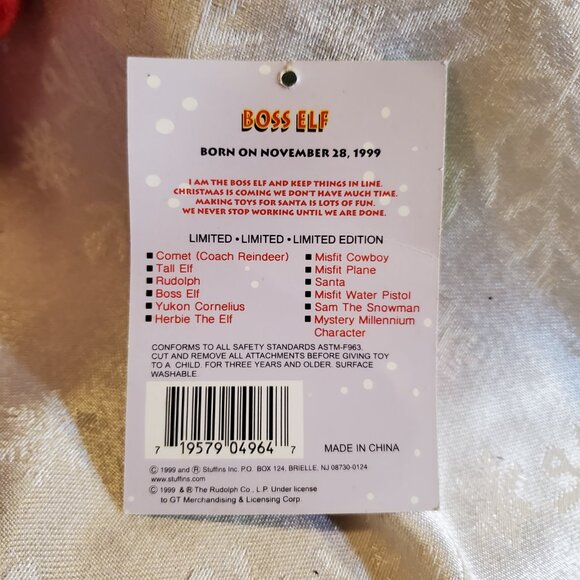 BOSS ELF
BORN ON NOVEMBER 28, 1999
I AM THE BOSS ELF AND KEEP THINGS IN LINE.
CHRISTMAS IS COMING WE DON'T HAVE MUCH TIME.
MAKING TOYS FOR SANTA IS LOTS OF FUN.
WE NEVER STOP WORKING UNTIL WE ARE DONE.
LIMITED • LIMITED • LIMITED EDITION
■ Comet (Coach Reindeer)
■ Tall Elf
■ Rudolph
■ Boss Elf
■ Yukon Cornelius
■ Herbie The Elf
■ Misfit Cowboy
■ Misfit Plane
■ Santa
■ Misfit Water Pistol
■ Sam The Snowman
■ Mystery Millennium
Character
CONFORMS TO ALL SAFETY STANDARDS ASTM-F963.
CUT AND REMOVE ALL ATTACHMENTS BEFORE GIVING TOY
TO A CHILD. FOR THREE YEARS AND OLDER. SURFACE
WASHABLE.
7 19579 04964 7
MADE IN CHINA
© 1999 and ® Stuffins Inc. P.O. BOX 124, BRIELLE, NJ 08730-0124
www.stuffins.com
© 1999 & ® The Rudolph Co., L.P. Under license
to GT Merchandising & Licensing Corp.